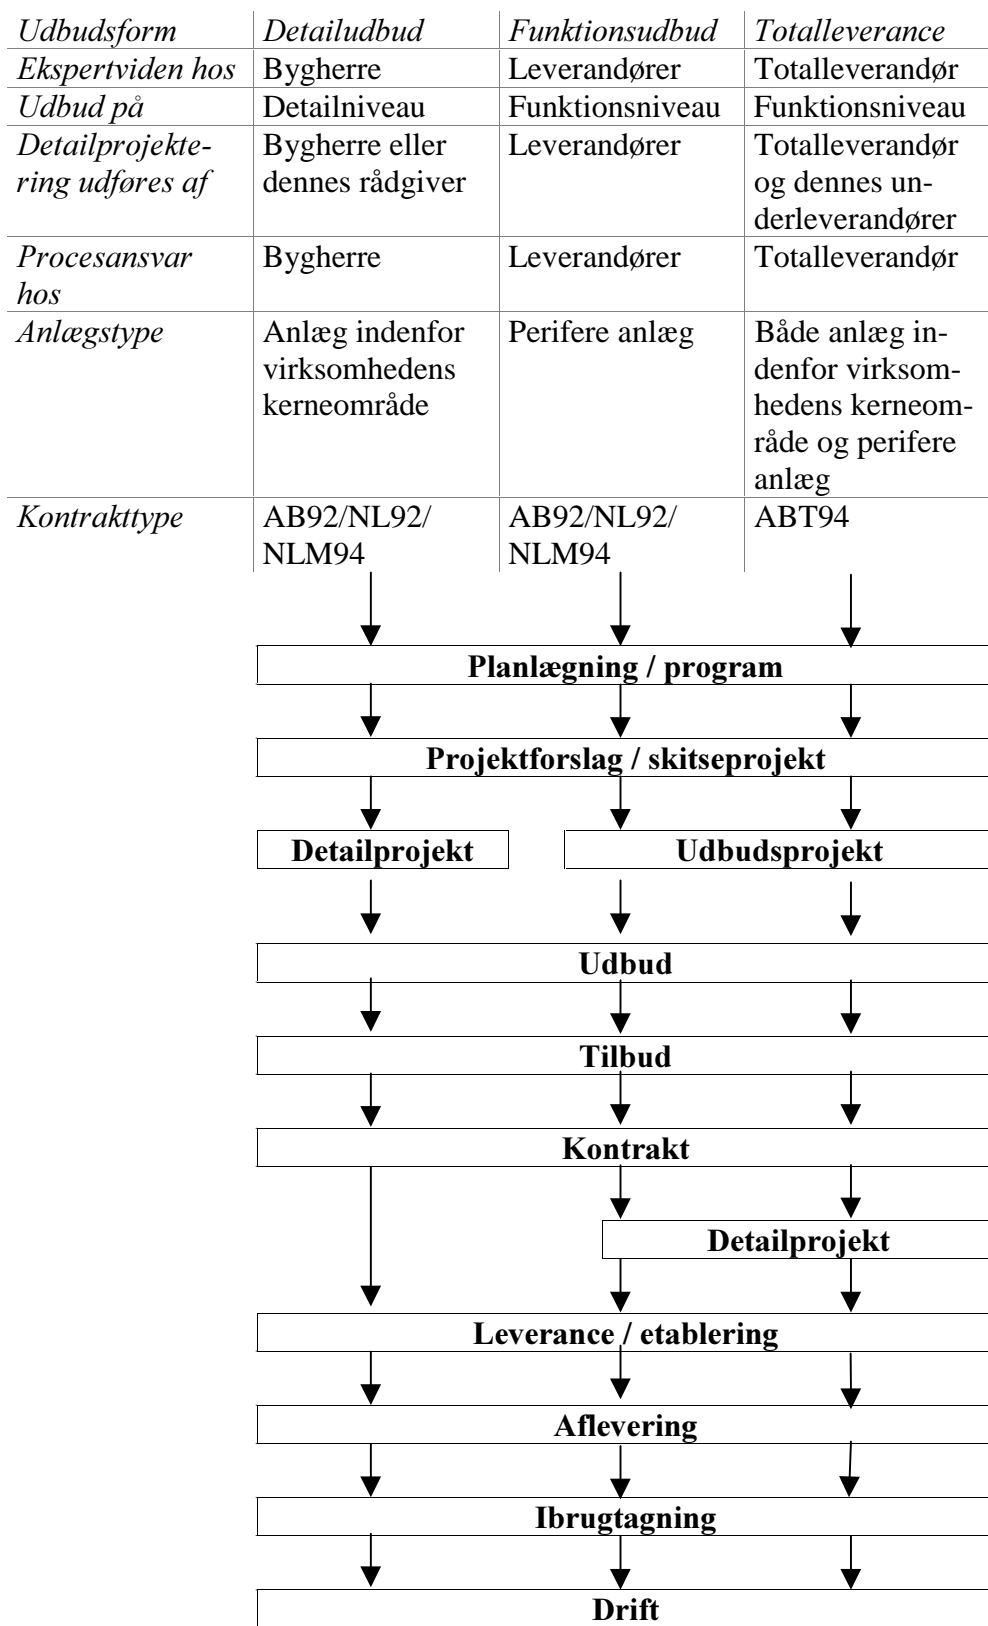 Udbudsform Detailudbud Funktionsudbud Totalleverance
Ekspertviden hos Bygherre Leverandører Totalleverandør
Udbud på Detailniveau Funktionsniveau Funktionsniveau
Detailprojekte- Bygherre eller Leverandører Totalleverandør
ring udføres af dennes rådgiver og dennes un-
derleverandører
Procesansvar Bygherre Leverandører Totalleverandør
hos
Anlægstype Anlæg indenfor Perifere anlæg Både anlæg in-
virksomhedens denfor virksom-
kerneområde hedens kerneom-
råde og perifere
anlæg
Kontrakttype AB92/NL92/ AB92/NL92/ ABT94
NLM94 NLM94
Planlægning / program
Projektforslag / skitseprojekt
Detailprojekt Udbudsprojekt
Udbud
Tilbud
Kontrakt
Detailprojekt
Leverance / etablering
Aflevering
Ibrugtagning
Drift